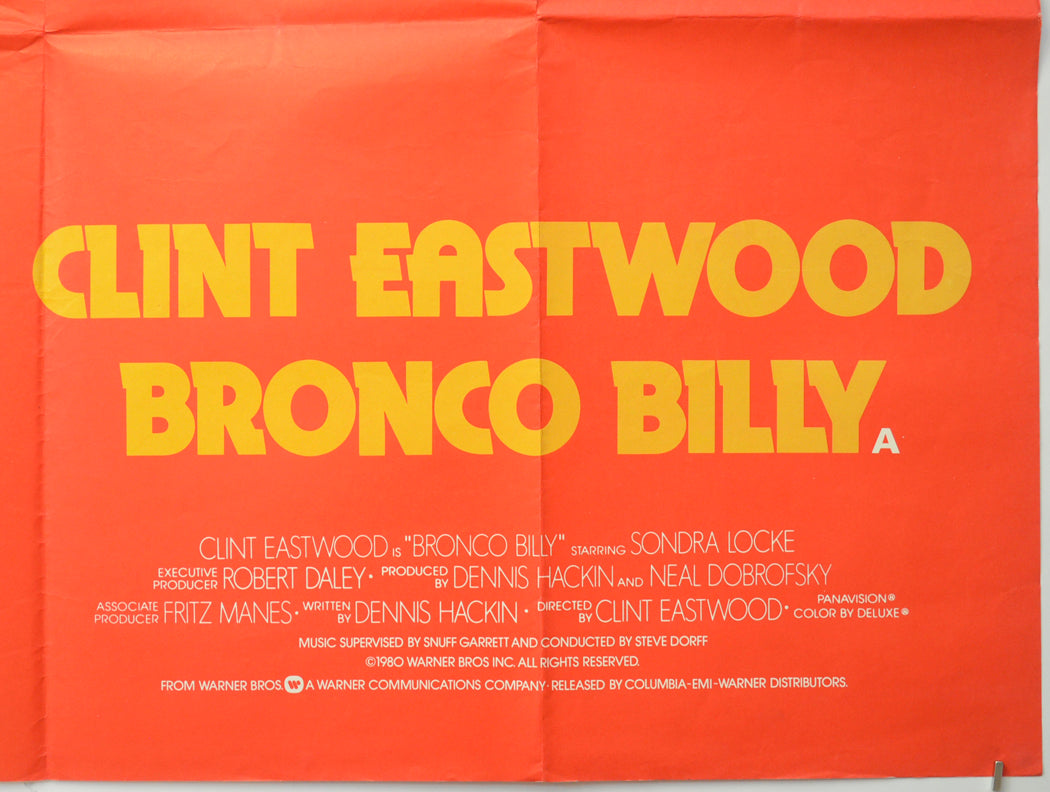 CLINT EASTWOOD
BRONCO BILLY A
CLINT EASTWOOD IS "BRONCO BILLY" STARRING SONDRA LOCKE
EXECUTIVE PRODUCER ROBERT DALEY · PRODUCED BY DENNIS HACKIN AND NEAL DOBROFSKY
ASSOCIATE PRODUCER FRITZ MANES · WRITTEN BY DENNIS HACKIN · DIRECTED BY CLINT EASTWOOD · PANAVISION® COLOR BY DELUXE®
MUSIC SUPERVISED BY SNUFF GARRETT AND CONDUCTED BY STEVE DORFF
©1980 WARNER BROS INC. ALL RIGHTS RESERVED.
FROM WARNER BROS. W A WARNER COMMUNICATIONS COMPANY · RELEASED BY COLUMBIA-EMI-WARNER DISTRIBUTORS.